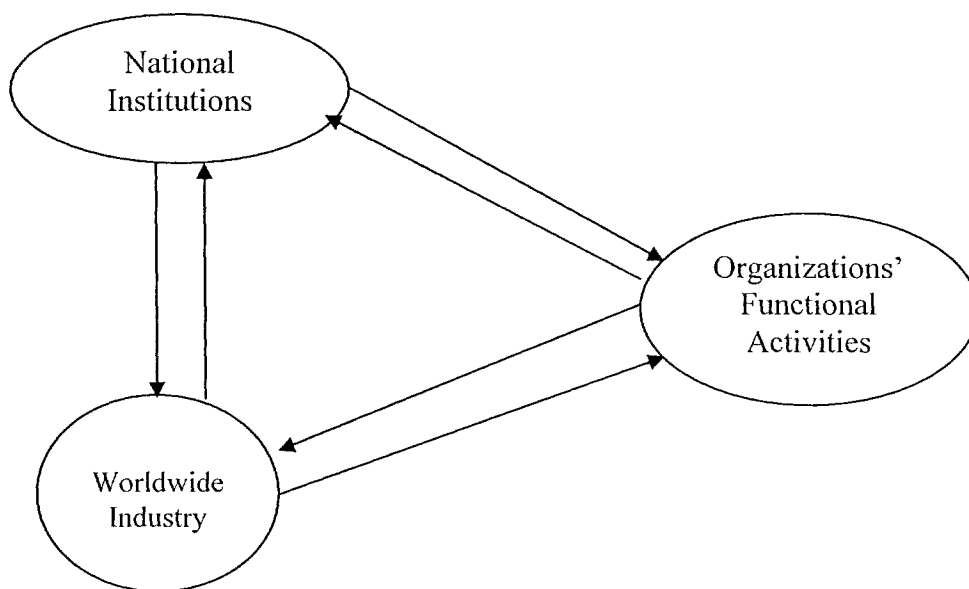 National
Institutions
Organizations’
Functional
Activities
Worldwide
Industry